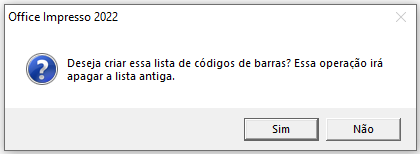 Office Impresso 2022
Deseja criar essa lista de códigos de barras? Essa operação irá
apagar a lista antiga.
Sim
Não